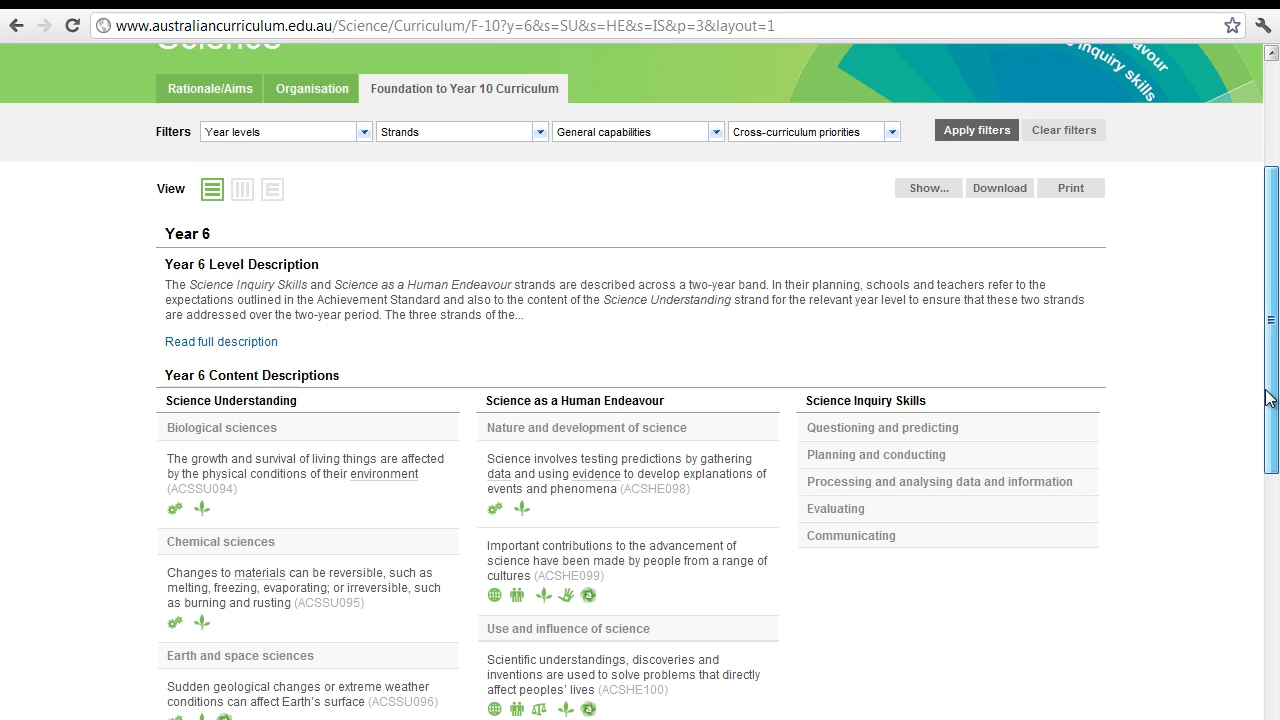 www.australiancurriculum.edu.au/Science/Curriculum/F-10?y=6&s=SU&s=HE&s=IS&p=3&layout=1
Science
avour
e inquiry skills
Rationale/Aims
Organisation
Foundation to Year 10 Curriculum
Filters
Year levels
Strands
General capabilities
Cross-curriculum priorities
Apply filters
Clear filters
View
Show...
Download
Print
Year 6
Year 6 Level Description
The Science Inquiry Skills and Science as a Human Endeavour strands are described across a two-year band. In their planning, schools and teachers refer to the
expectations outlined in the Achievement Standard and also to the content of the Science Understanding strand for the relevant year level to ensure that these two strands
are addressed over the two-year period. The three strands of the...
Read full description
Year 6 Content Descriptions
Science Understanding
Biological sciences
The growth and survival of living things are affected
by the physical conditions of their environment
(ACSSU094)
Chemical sciences
Changes to materials can be reversible, such as
melting, freezing, evaporating; or irreversible, such
as burning and rusting (ACSSU095)
Earth and space sciences
Sudden geological changes or extreme weather
conditions can affect Earth's surface (ACSSU096)
Science as a Human Endeavour
Nature and development of science
Science involves testing predictions by gathering
data and using evidence to develop explanations of
events and phenomena (ACSHE098)
Important contributions to the advancement of
science have been made by people from a range of
cultures (ACSHE099)
Use and influence of science
Scientific understandings, discoveries and
inventions are used to solve problems that directly
affect peoples' lives (ACSHE100)
Science Inquiry Skills
Questioning and predicting
Planning and conducting
Processing and analysing data and information
Evaluating
Communicating